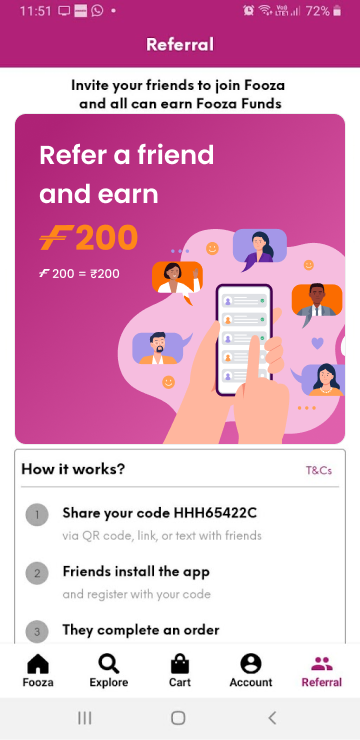 11:51 72%
Referral
Invite your friends to join Fooza
and all can earn Fooza Funds
Refer a friend
and earn
200
200 = ₹200
How it works?
T&Cs
1
Share your code HHH65422C
via QR code, link, or text with friends
2
Friends install the app
and register with your code
3
They complete an order
Fooza Explore Cart Account Referral